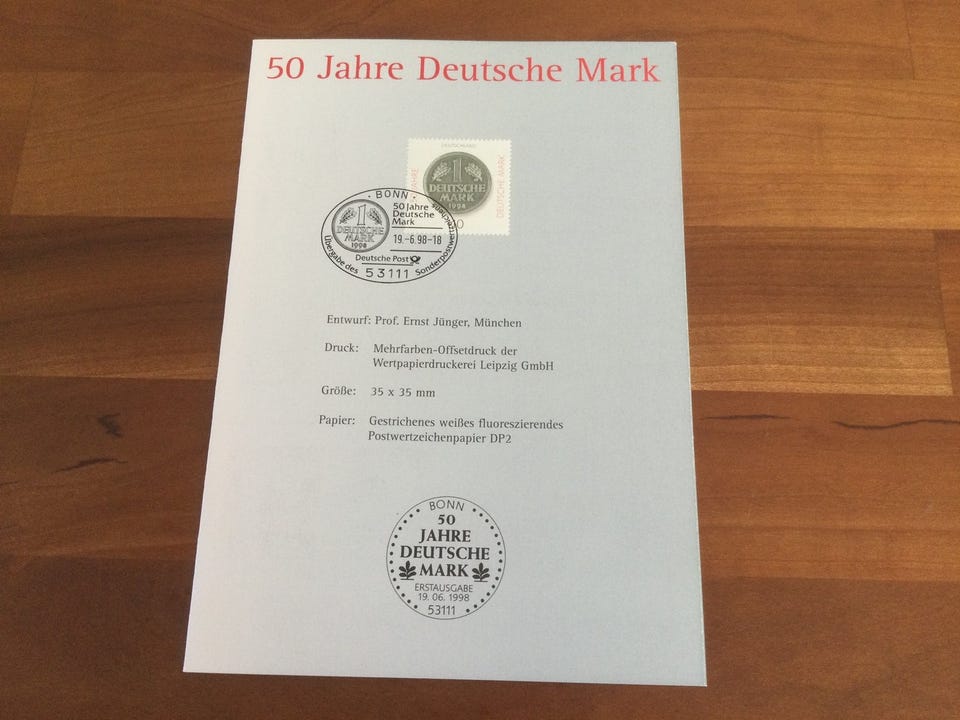 50 Jahre Deutsche Mark
DEUTSCHLAND
JAHRE
DEUTSCHE MARK
1
DEUTSCHE
MARK
1998
BONN
50 Jahre
Deutsche
Mark
1
DEUTSCHE
MARK
1998
19.-6.98-18
Deutsche Post
Übergabe des Sonderpostwertzeichens
53111
Entwurf: Prof. Ernst Jünger, München
Druck: Mehrfarben-Offsetdruck der
Wertpapierdruckerei Leipzig GmbH
Größe: 35 x 35 mm
Papier: Gestrichenes weißes fluoreszierendes
Postwertzeichenpapier DP2
BONN
50
JAHRE
DEUTSCHE
MARK
ERSTAUSGABE
19. 06. 1998
53111